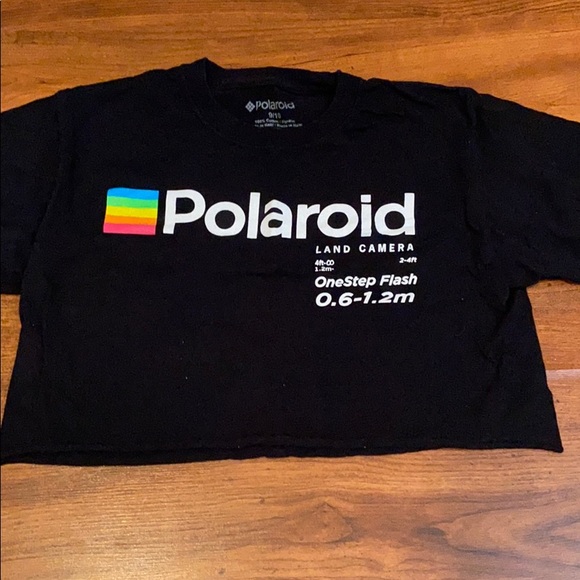 Polaroid
Polaroid
LAND CAMERA
4ft-∞ 2-4ft
1.2m-
OneStep Flash
0.6-1.2m